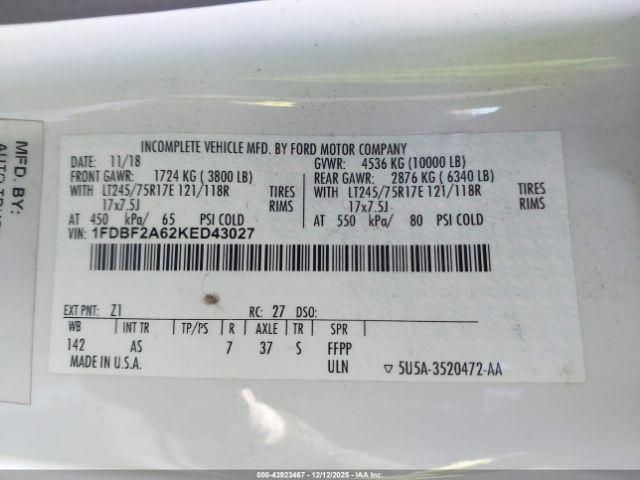 INCOMPLETE VEHICLE MFD. BY FORD MOTOR COMPANY
DATE: 11/18 GVWR: 4536 KG (10000 LB)
FRONT GAWR: 1724 KG ( 3800 LB) REAR GAWR: 2876 KG ( 6340 LB)
WITH LT245/75R17E 121/118R TIRES WITH LT245/75R17E 121/118R TIRES
17x7.5J RIMS 17x7.5J RIMS
AT 450 kPa/ 65 PSI COLD AT 550 kPa/ 80 PSI COLD
VIN: 1FDBF2A62KED43027
EXT PNT: Z1 RC: 27 DSO:
WB INT TR TP/PS R AXLE TR SPR
142 AS 7 37 S FFPP
MADE IN U.S.A. ULN ▽ 5U5A-3520472-AA
MFD. BY:
000-43923467 - 12/12/2025 - IAAI.COM